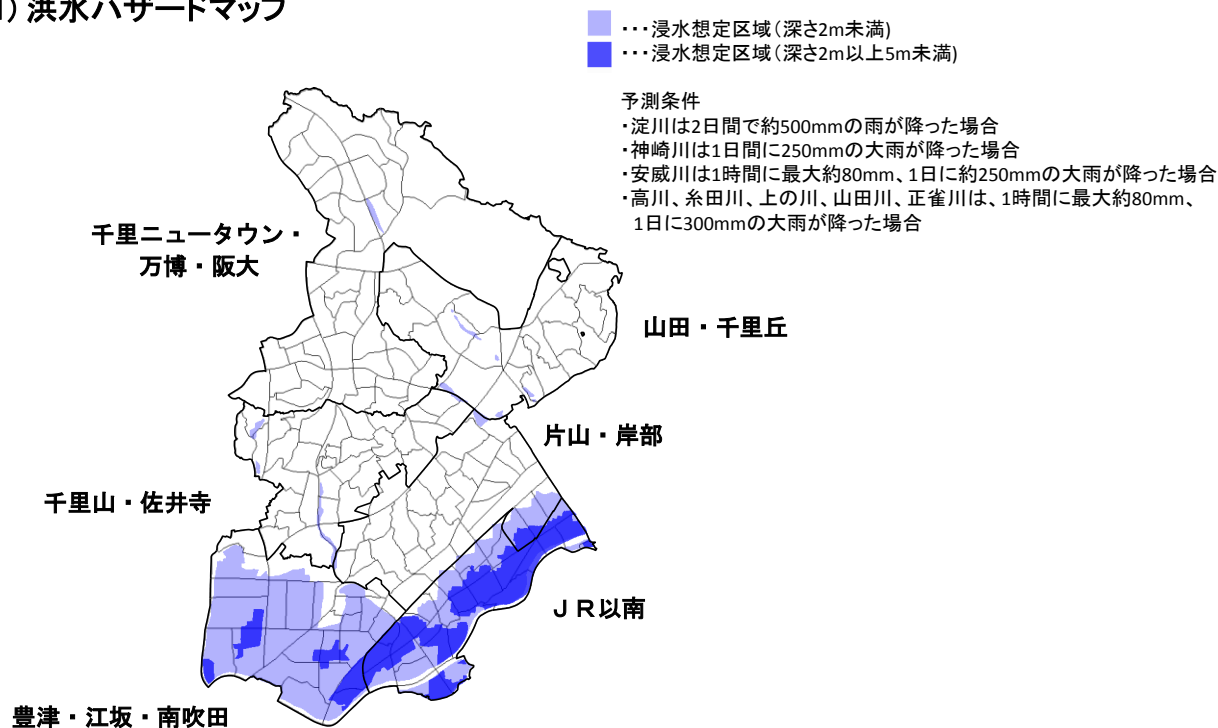 ) 洪水ハザードマップ
・・・浸水想定区域(深さ2m未満)
・・・浸水想定区域(深さ2m以上5m未満)
予測条件
・淀川は2日間で約500mmの雨が降った場合
・神崎川は1日間に250mmの大雨が降った場合
・安威川は1時間に最大約80mm、1日に約250mmの大雨が降った場合
・高川、糸田川、上の川、山田川、正雀川は、1時間に最大約80mm、
1日に300mmの大雨が降った場合
千里ニュータウン・
万博・阪大
山田・千里丘
片山・岸部
千里山・佐井寺
JR以南
豊津・江坂・南吹田